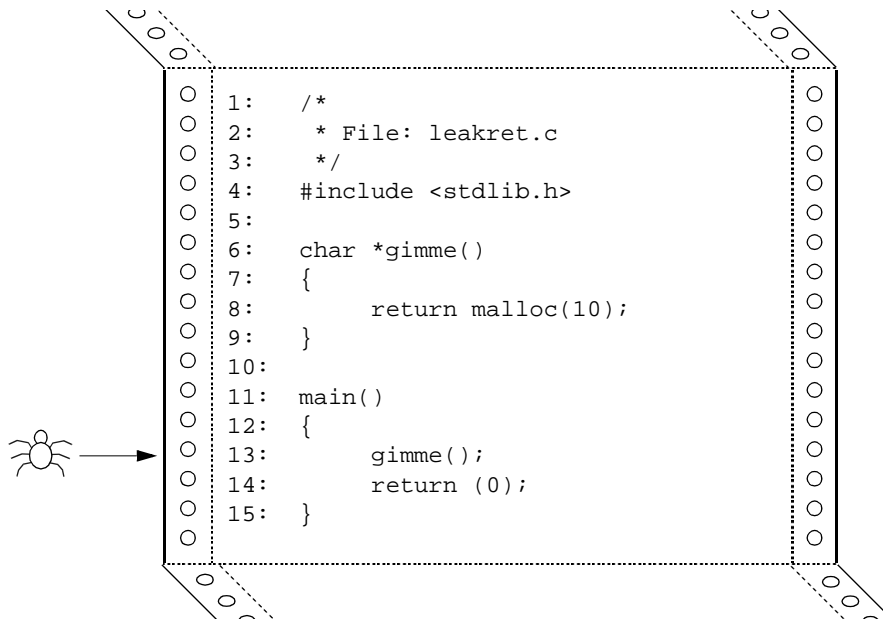 1: /*
2: * File: leakret.c
3: */
4: #include <stdlib.h>
5:
6: char *gimme()
7: {
8: return malloc(10);
9: }
10:
11: main()
12: {
13: gimme();
14: return (0);
15: }